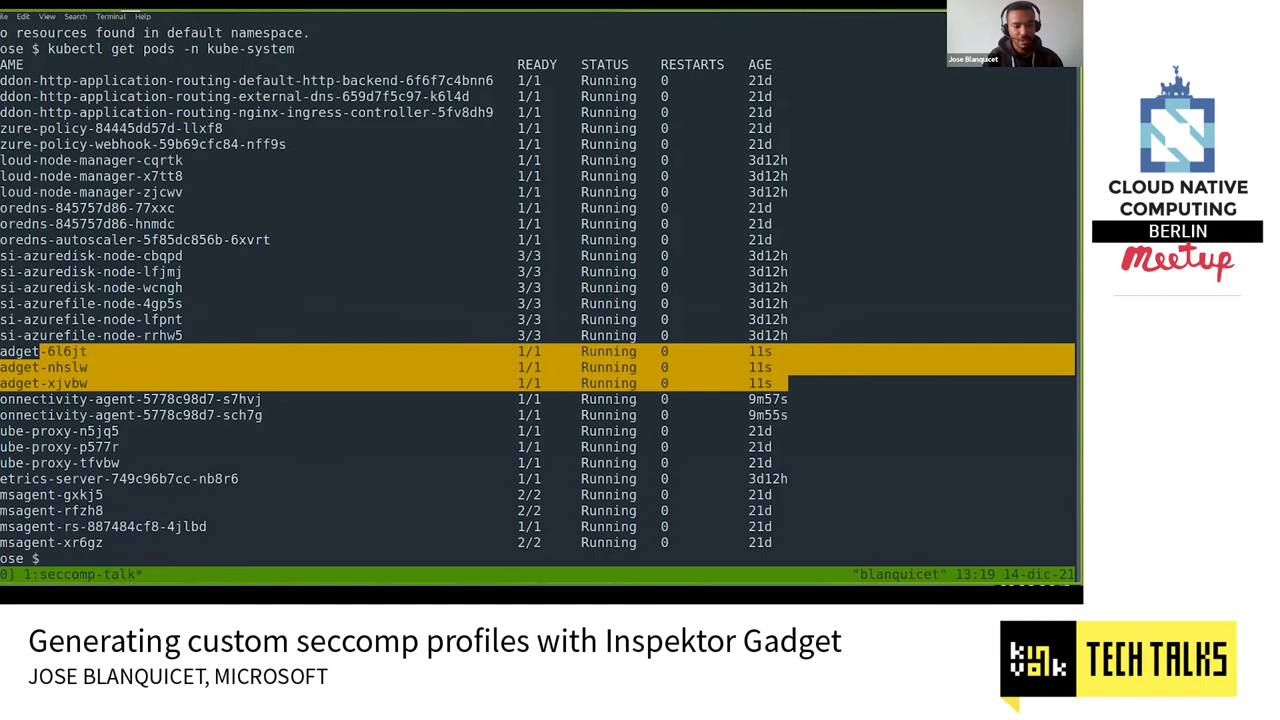 ile Edit View Search Terminal Help
o resources found in default namespace.
ose $ kubectl get pods -n kube-system
AME READY STATUS RESTARTS AGE
ddon-http-application-routing-default-http-backend-6f6f7c4bnn6 1/1 Running 0 21d
ddon-http-application-routing-external-dns-659d7f5c97-k6l4d 1/1 Running 0 21d
ddon-http-application-routing-nginx-ingress-controller-5fv8dh9 1/1 Running 0 21d
zure-policy-84445dd57d-llxf8 1/1 Running 0 21d
zure-policy-webhook-59b69cfc84-nff9s 1/1 Running 0 21d
loud-node-manager-cqrtk 1/1 Running 0 3d12h
loud-node-manager-x7tt8 1/1 Running 0 3d12h
loud-node-manager-zjcwv 1/1 Running 0 3d12h
oredns-845757d86-77xxc 1/1 Running 0 21d
oredns-845757d86-hnmdc 1/1 Running 0 21d
oredns-autoscaler-5f85dc856b-6xvrt 1/1 Running 0 21d
si-azuredisk-node-cbqpd 3/3 Running 0 3d12h
si-azuredisk-node-lfjmj 3/3 Running 0 3d12h
si-azuredisk-node-wcngh 3/3 Running 0 3d12h
si-azurefile-node-4gp5s 3/3 Running 0 3d12h
si-azurefile-node-lfpnt 3/3 Running 0 3d12h
si-azurefile-node-rrhw5 3/3 Running 0 3d12h
adget-6l6jt 1/1 Running 0 11s
adget-nhslw 1/1 Running 0 11s
adget-xjvbw 1/1 Running 0 11s
onnectivity-agent-5778c98d7-s7hvj 1/1 Running 0 9m57s
onnectivity-agent-5778c98d7-sch7g 1/1 Running 0 9m55s
ube-proxy-n5jq5 1/1 Running 0 21d
ube-proxy-p577r 1/1 Running 0 21d
ube-proxy-tfvbw 1/1 Running 0 21d
etrics-server-749c96b7cc-nb8r6 1/1 Running 0 3d12h
msagent-gxkj5 2/2 Running 0 21d
msagent-rfzh8 2/2 Running 0 21d
msagent-rs-887484cf8-4jlbd 1/1 Running 0 21d
msagent-xr6gz 2/2 Running 0 21d
ose $
0] 1:seccomp-talk* "blanquicet" 13:19 14-dic-21
Jose Blanquicet
CLOUD NATIVE
COMPUTING
BERLIN
meetup
Generating custom seccomp profiles with Inspektor Gadget
JOSE BLANQUICET, MICROSOFT
kinvolk
TECH TALKS